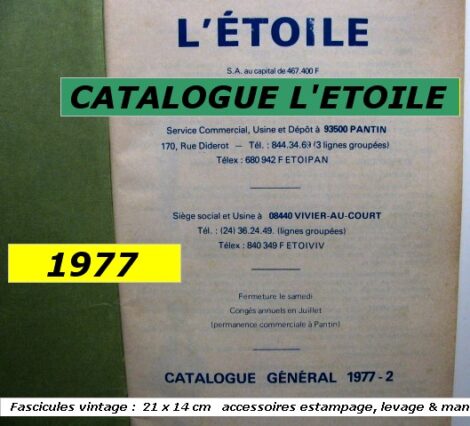 L'ÉTOILE
S.A. au capital de 467.400 F
CATALOGUE L'ETOILE
Service Commercial, Usine et Dépôt à 93500 PANTIN
170, Rue Diderot — Tél. : 844.34.69 (3 lignes groupées)
Télex : 680 942 F ETOIPAN
Siège social et Usine à 08440 VIVIER-AU-COURT
Tél. : (24) 36.24.49. (lignes groupées)
Télex : 840 349 F ETOIVIV
1977
Fermeture le samedi
Congés annuels en Juillet
(permanence commerciale à Pantin)
CATALOGUE GÉNÉRAL 1977-2
Fascicules vintage : 21 x 14 cm accessoires estampage, levage & man